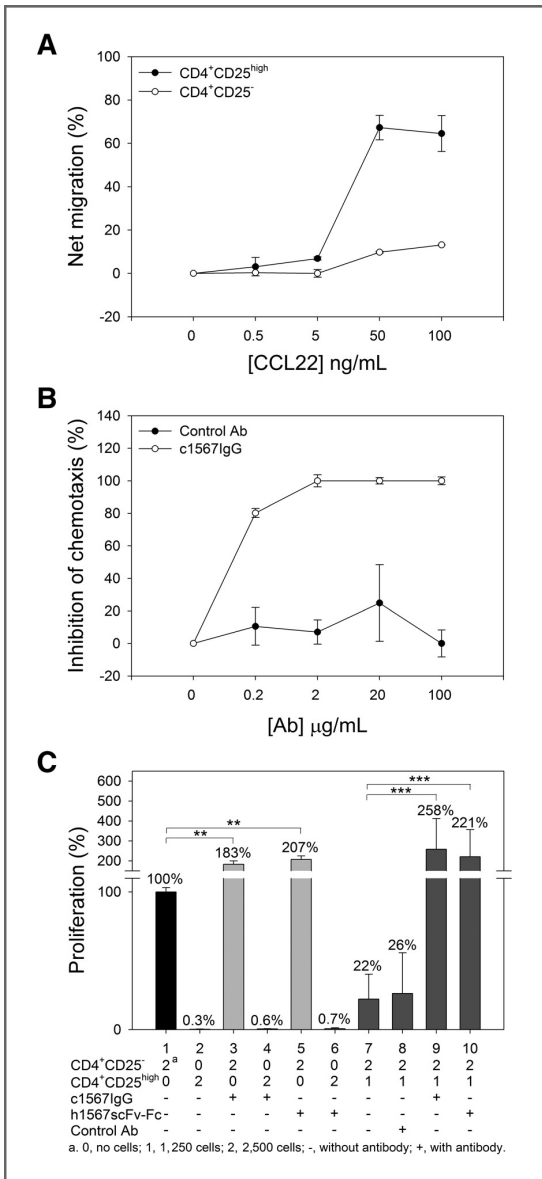 A
CD4+CD25high
CD4+CD25-
Net migration (%)
100
80
60
40
20
0
-20
0 0.5 5 50 100
[CCL22] ng/mL
B
Control Ab
c1567IgG
Inhibition of chemotaxis (%)
140
120
100
80
60
40
20
0
-20
0 0.2 2 20 100
[Ab] μg/mL
C
Proliferation (%)
600
500
400
300
200
100
0
***
***
**
**
100%
0.3%
183%
0.6%
207%
0.7%
22%
26%
258%
221%
1 2 3 4 5 6 7 8 9 10
CD4+CD25- 2a 0 2 0 2 0 2 2 2 2
CD4+CD25high 0 2 0 2 0 2 1 1 1 1
c1567IgG - - + + - - - - + -
h1567scFv-Fc - - - - + + - - - +
Control Ab - - - - - - - + - -
a. 0, no cells; 1, 1,250 cells; 2, 2,500 cells; -, without antibody; +, with antibody.